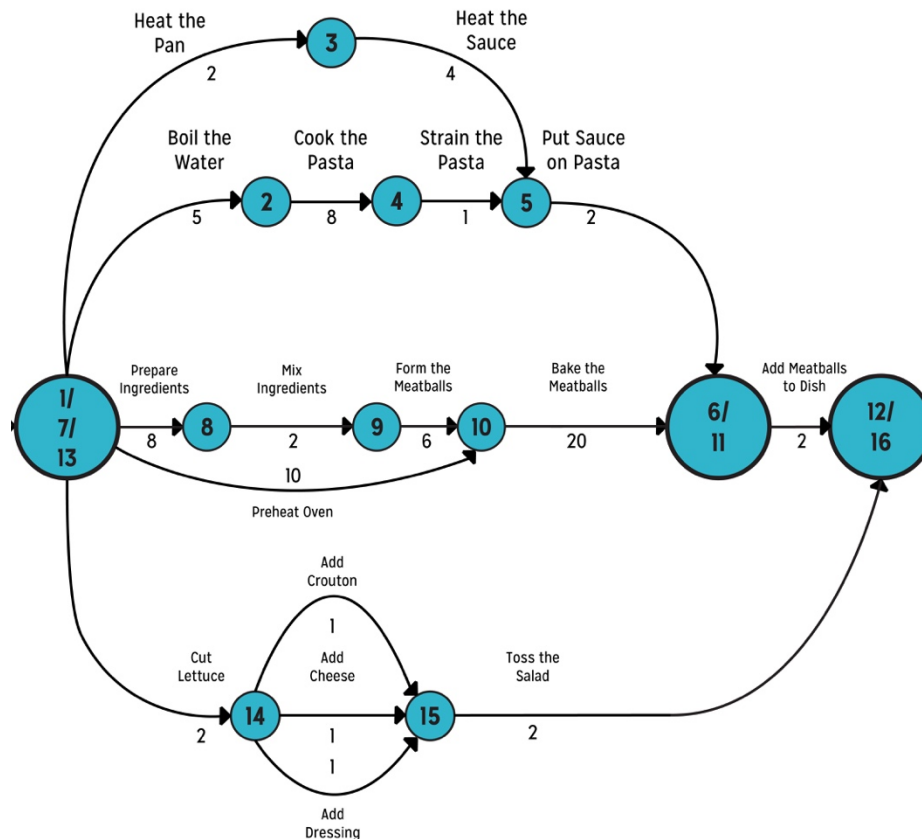 Heat the
Pan
2
3
Heat the
Sauce
4
Boil the
Water
5
2
Cook the
Pasta
8
4
Strain the
Pasta
1
5
Put Sauce
on Pasta
2
1/
7/
13
Prepare
Ingredients
8
8
Mix
Ingredients
2
9
Form the
Meatballs
6
10
Bake the
Meatballs
20
6/
11
Add Meatballs
to Dish
2
12/
16
10
Preheat Oven
Cut
Lettuce
2
14
Add
Crouton
1
Add
Cheese
1
1
Add
Dressing
15
Toss the
Salad
2